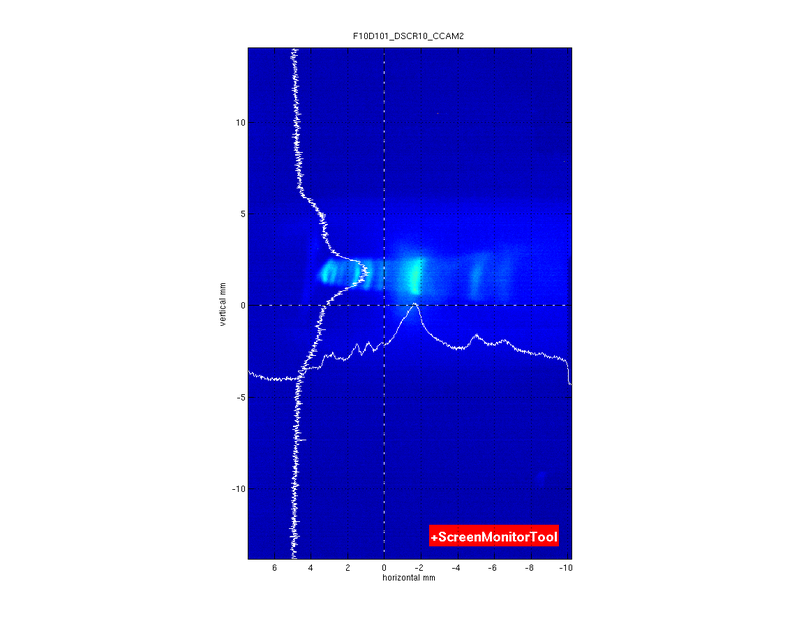 F10D101_DSCR10_CCAM2
10
5
0
-5
-10
vertical mm
6 4 2 0 -2 -4 -6 -8 -10
horizontal mm
+ScreenMonitorTool